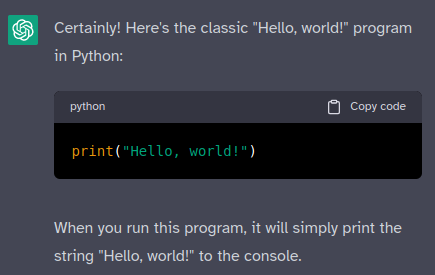 Certainly! Here's the classic "Hello, world!" program
in Python:
python
Copy code
print("Hello, world!")
When you run this program, it will simply print the
string "Hello, world!" to the console.